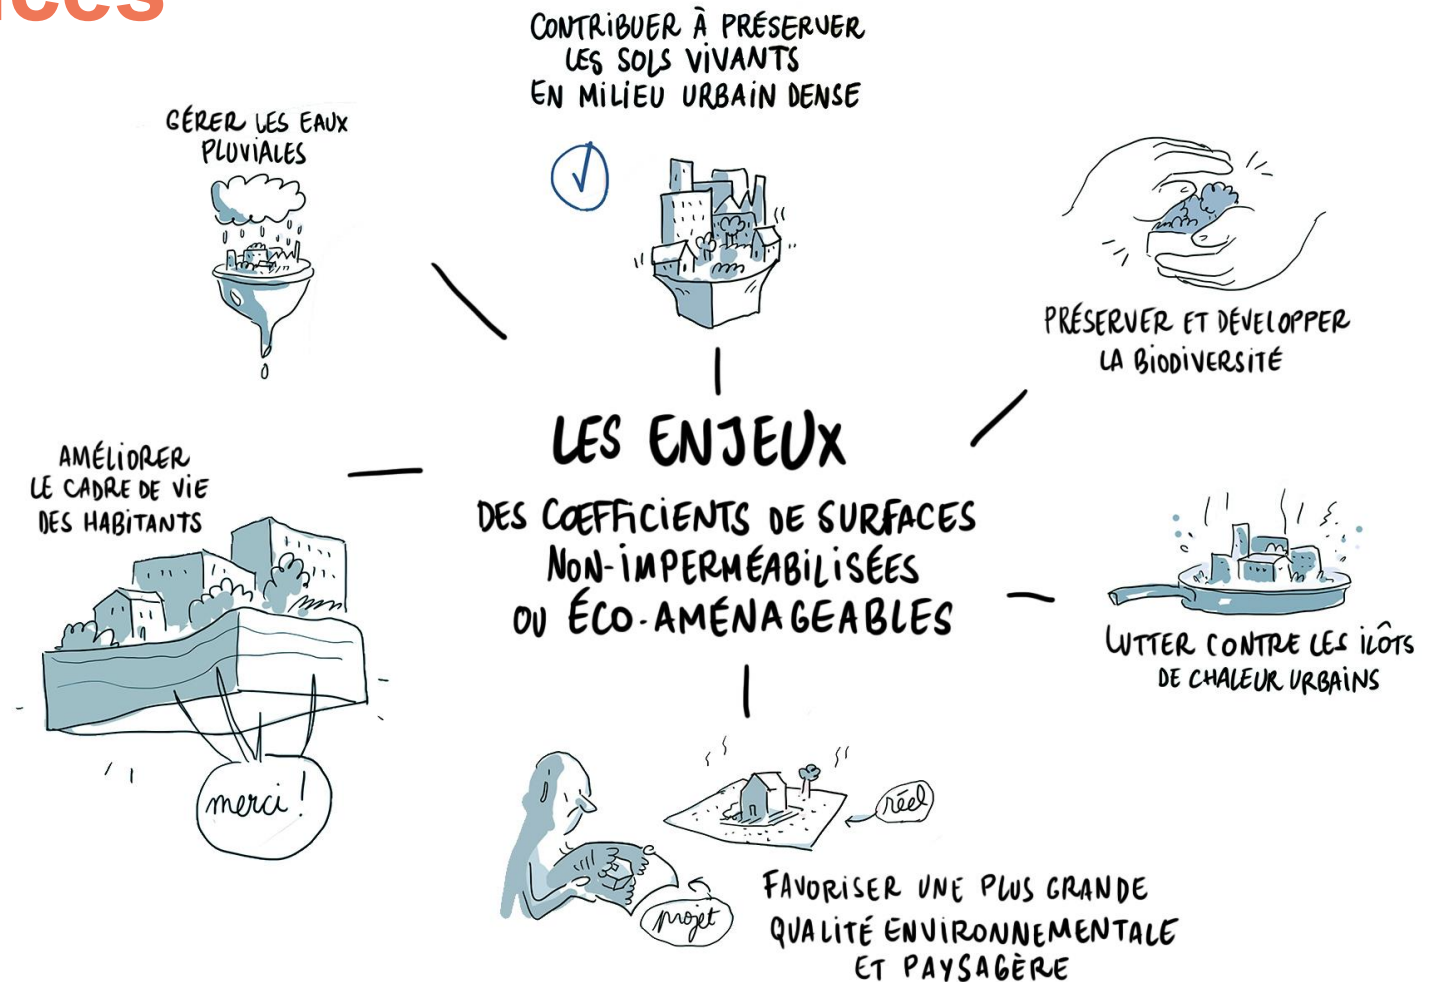 CONTRIBUER À PRÉSERVER
LES SOLS VIVANTS
EN MILIEU URBAIN DENSE
GÉRER LES EAUX
PLUVIALES
PRÉSERVER ET DÉVELOPPER
LA BIODIVERSITÉ
AMÉLIORER
LE CADRE DE VIE
DES HABITANTS
LES ENJEUX
DES COEFFICIENTS DE SURFACES
NON-IMPERMÉABILISÉES
OU ÉCO-AMÉNAGEABLES
LUTTER CONTRE LES ILÔTS
DE CHALEUR URBAINS
merci !
réel
projet
FAVORISER UNE PLUS GRANDE
QUALITÉ ENVIRONNEMENTALE
ET PAYSAGÈRE